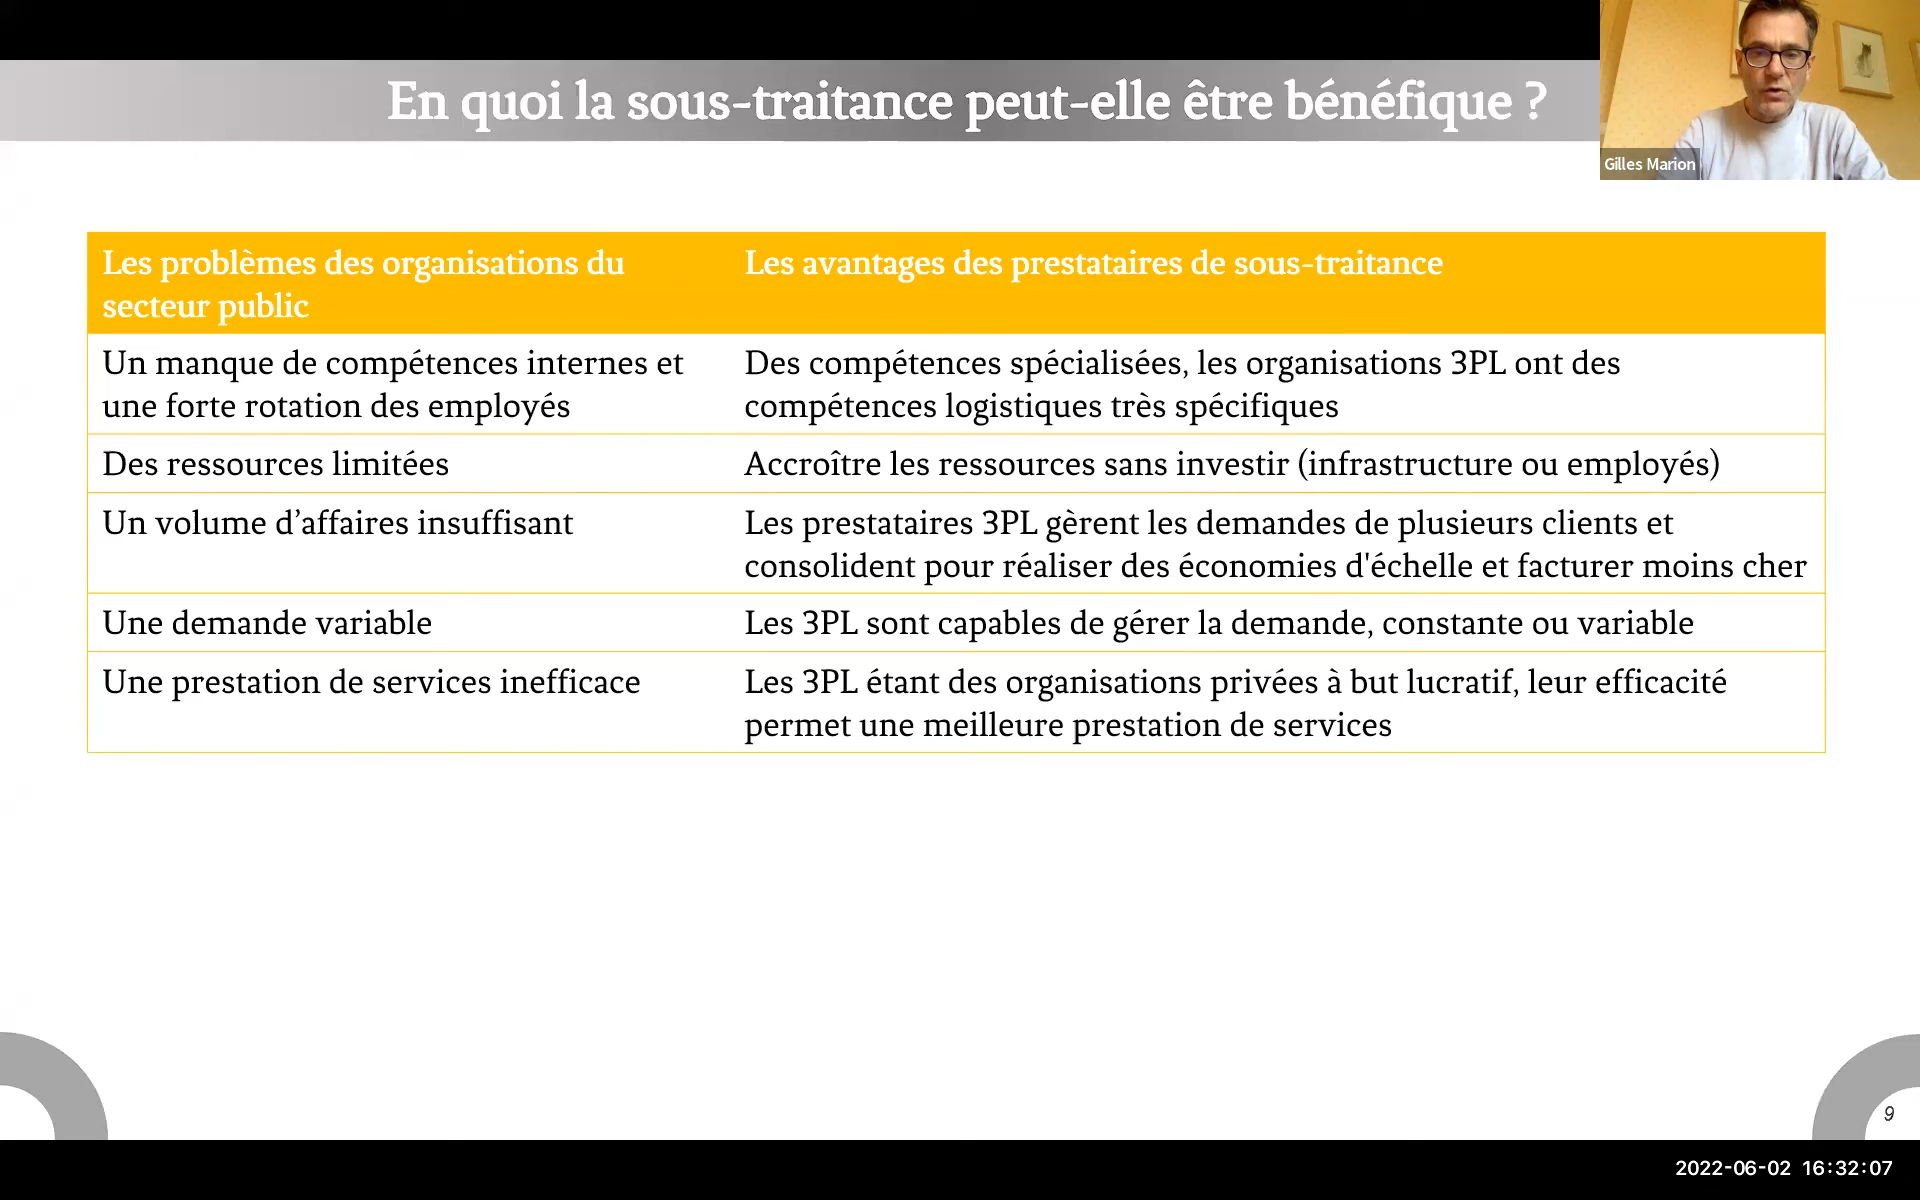 En quoi la sous-traitance peut-elle être bénéfique ?
Gilles Marion
Les problèmes des organisations du
secteur public
Les avantages des prestataires de sous-traitance
Un manque de compétences internes et
une forte rotation des employés
Des compétences spécialisées, les organisations 3PL ont des
compétences logistiques très spécifiques
Des ressources limitées
Accroître les ressources sans investir (infrastructure ou employés)
Un volume d’affaires insuffisant
Les prestataires 3PL gèrent les demandes de plusieurs clients et
consolident pour réaliser des économies d'échelle et facturer moins cher
Une demande variable
Les 3PL sont capables de gérer la demande, constante ou variable
Une prestation de services inefficace
Les 3PL étant des organisations privées à but lucratif, leur efficacité
permet une meilleure prestation de services
9
2022-06-02 16:32:07